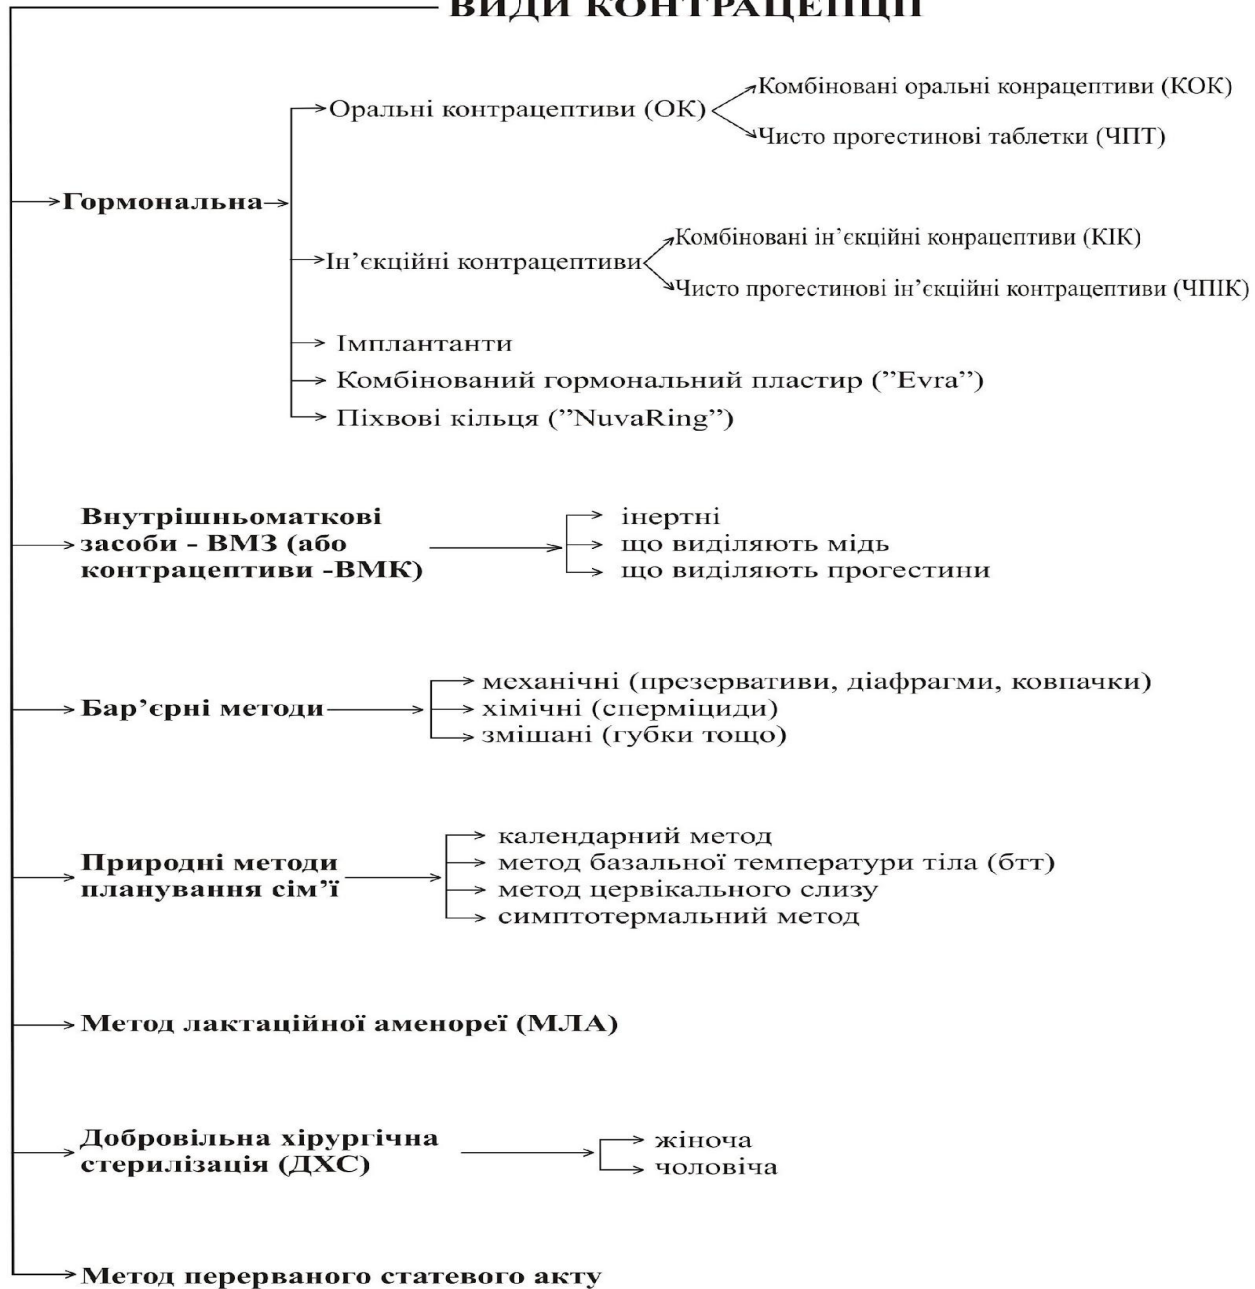 ВИДИ КОНТРАЦЕПЦІЇ
Комбіновані оральні конрацептиви (КОК)
Оральні контрацептиви (ОК)
Чисто прогестинові таблетки (ЧПТ)
Гормональна
Комбіновані ін’єкційні конрацептиви (КІК)
Ін’єкційні контрацептиви
Чисто прогестинові ін’єкційні контрацептиви (ЧПІК)
Імплантанти
Комбінований гормональний пластир (”Evra”)
Піхвові кільця (”NuvaRing”)
Внутрішньоматкові
засоби - ВМЗ (або
контрацептиви -ВМК)
інертні
що виділяють мідь
що виділяють прогестини
Бар’єрні методи
механічні (презервативи, діафрагми, ковпачки)
хімічні (сперміциди)
змішані (губки тощо)
Природні методи
планування сім’ї
календарний метод
метод базальної температури тіла (бтт)
метод цервікального слизу
симптотермальний метод
Метод лактаційної аменореї (МЛА)
Добровільна хірургічна
стерилізація (ДХС)
жіноча
чоловіча
Метод перерваного статевого акту